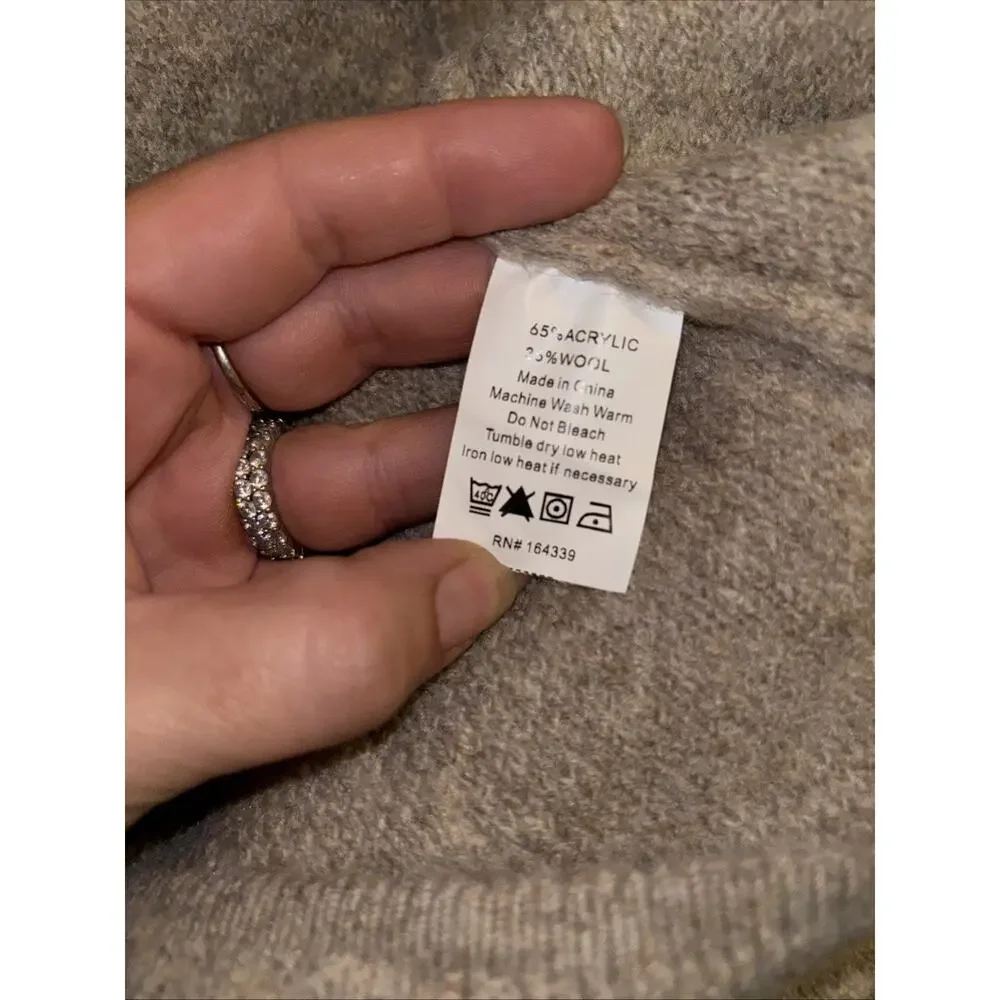 65%ACRYLIC
35%WOOL
Made in China
Machine Wash Warm
Do Not Bleach
Tumble dry low heat
Iron low heat if necessary
40C
RN# 164339